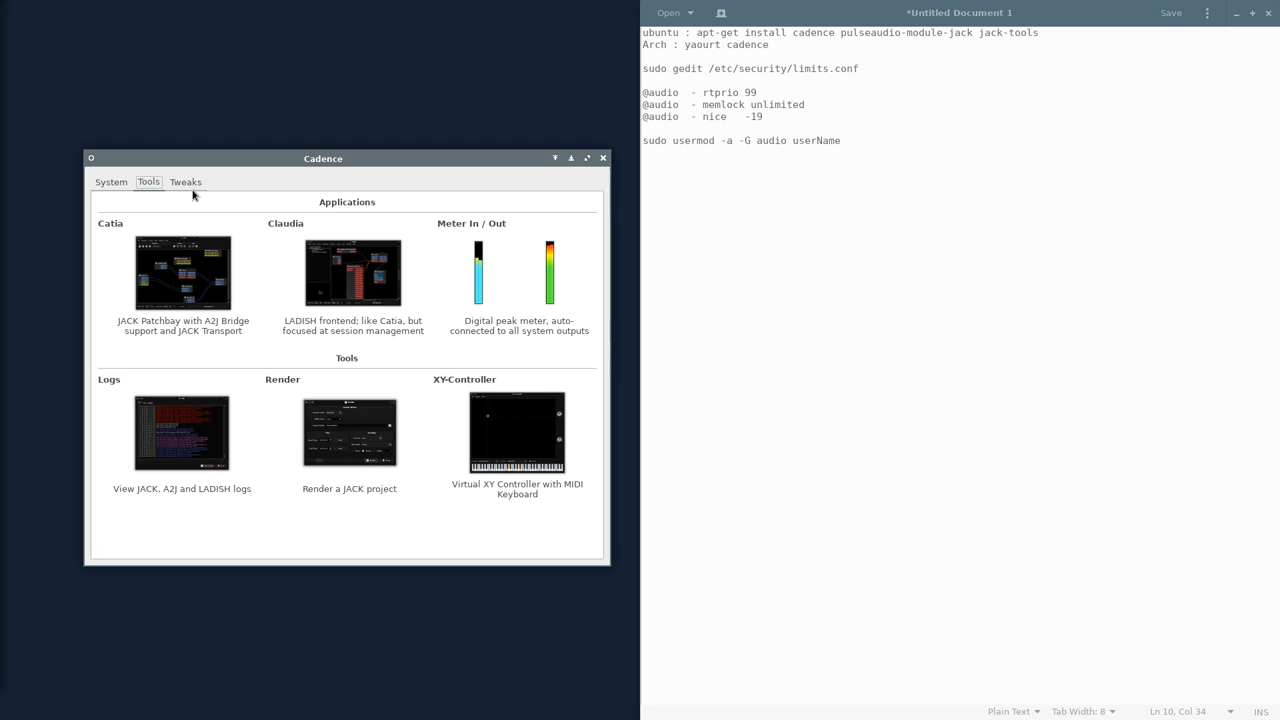 Cadence
System Tools Tweaks
Applications
Catia Claudia Meter In / Out
JACK Patchbay with A2J Bridge
support and JACK Transport
LADISH frontend; like Catia, but
focused at session management
Digital peak meter, auto-
connected to all system outputs
Tools
Logs Render XY-Controller
View JACK, A2J and LADISH logs
Render a JACK project
Virtual XY Controller with MIDI
Keyboard
Open *Untitled Document 1 Save
ubuntu : apt-get install cadence pulseaudio-module-jack jack-tools
Arch : yaourt cadence
sudo gedit /etc/security/limits.conf
@audio  - rtprio 99
@audio  - memlock unlimited
@audio  - nice   -19
sudo usermod -a -G audio userName
Plain Text Tab Width: 8 Ln 10, Col 34 INS